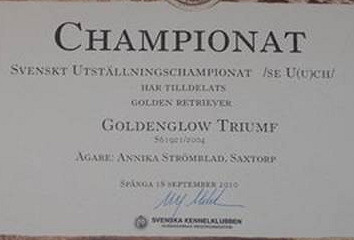 CHAMPIONAT
SVENSKT UTSTÄLLNINGSCHAMPIONAT /SE U(U)CH/
HAR TILLDELATS
GOLDEN RETRIEVER
GOLDENGLOW TRIUMF
S61921/2004
ÄGARE: ANNIKA STRÖMBLAD, SAXTORP
SPÅNGA 18 SEPTEMBER 2010
SVENSKA KENNELKLUBBEN